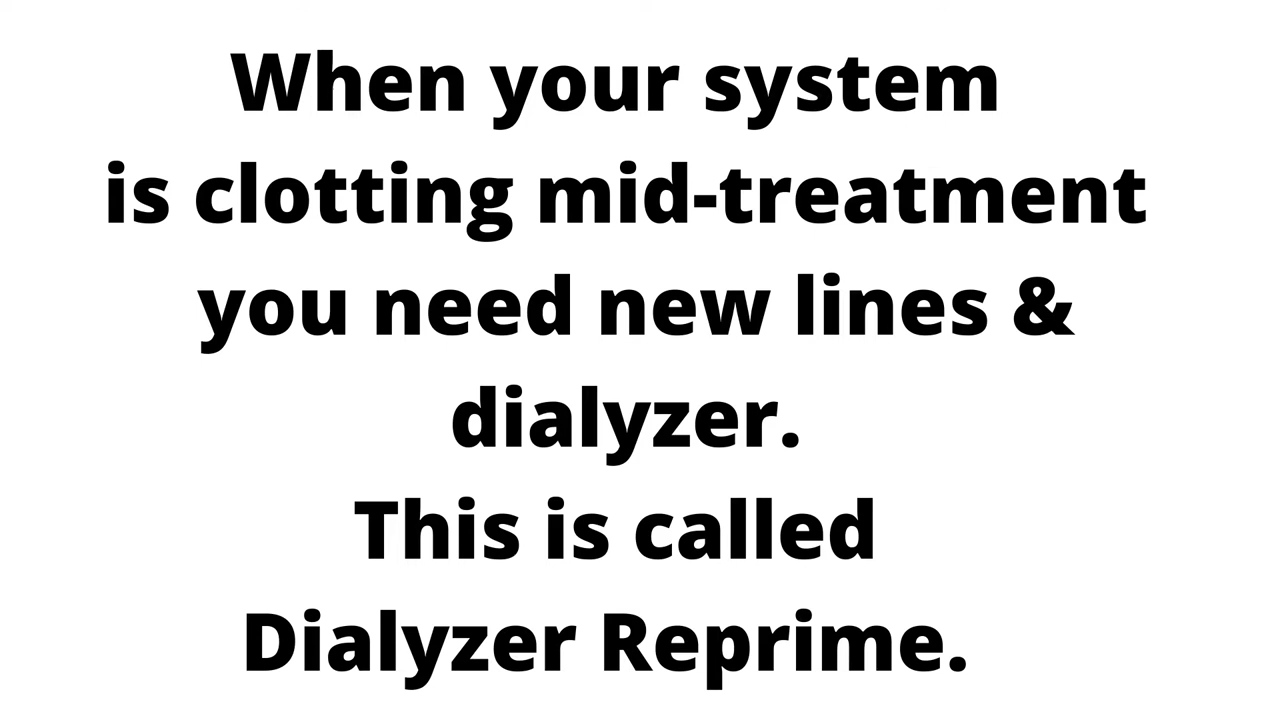 When your system
is clotting mid-treatment
you need new lines &
dialyzer.
This is called
Dialyzer Reprime.